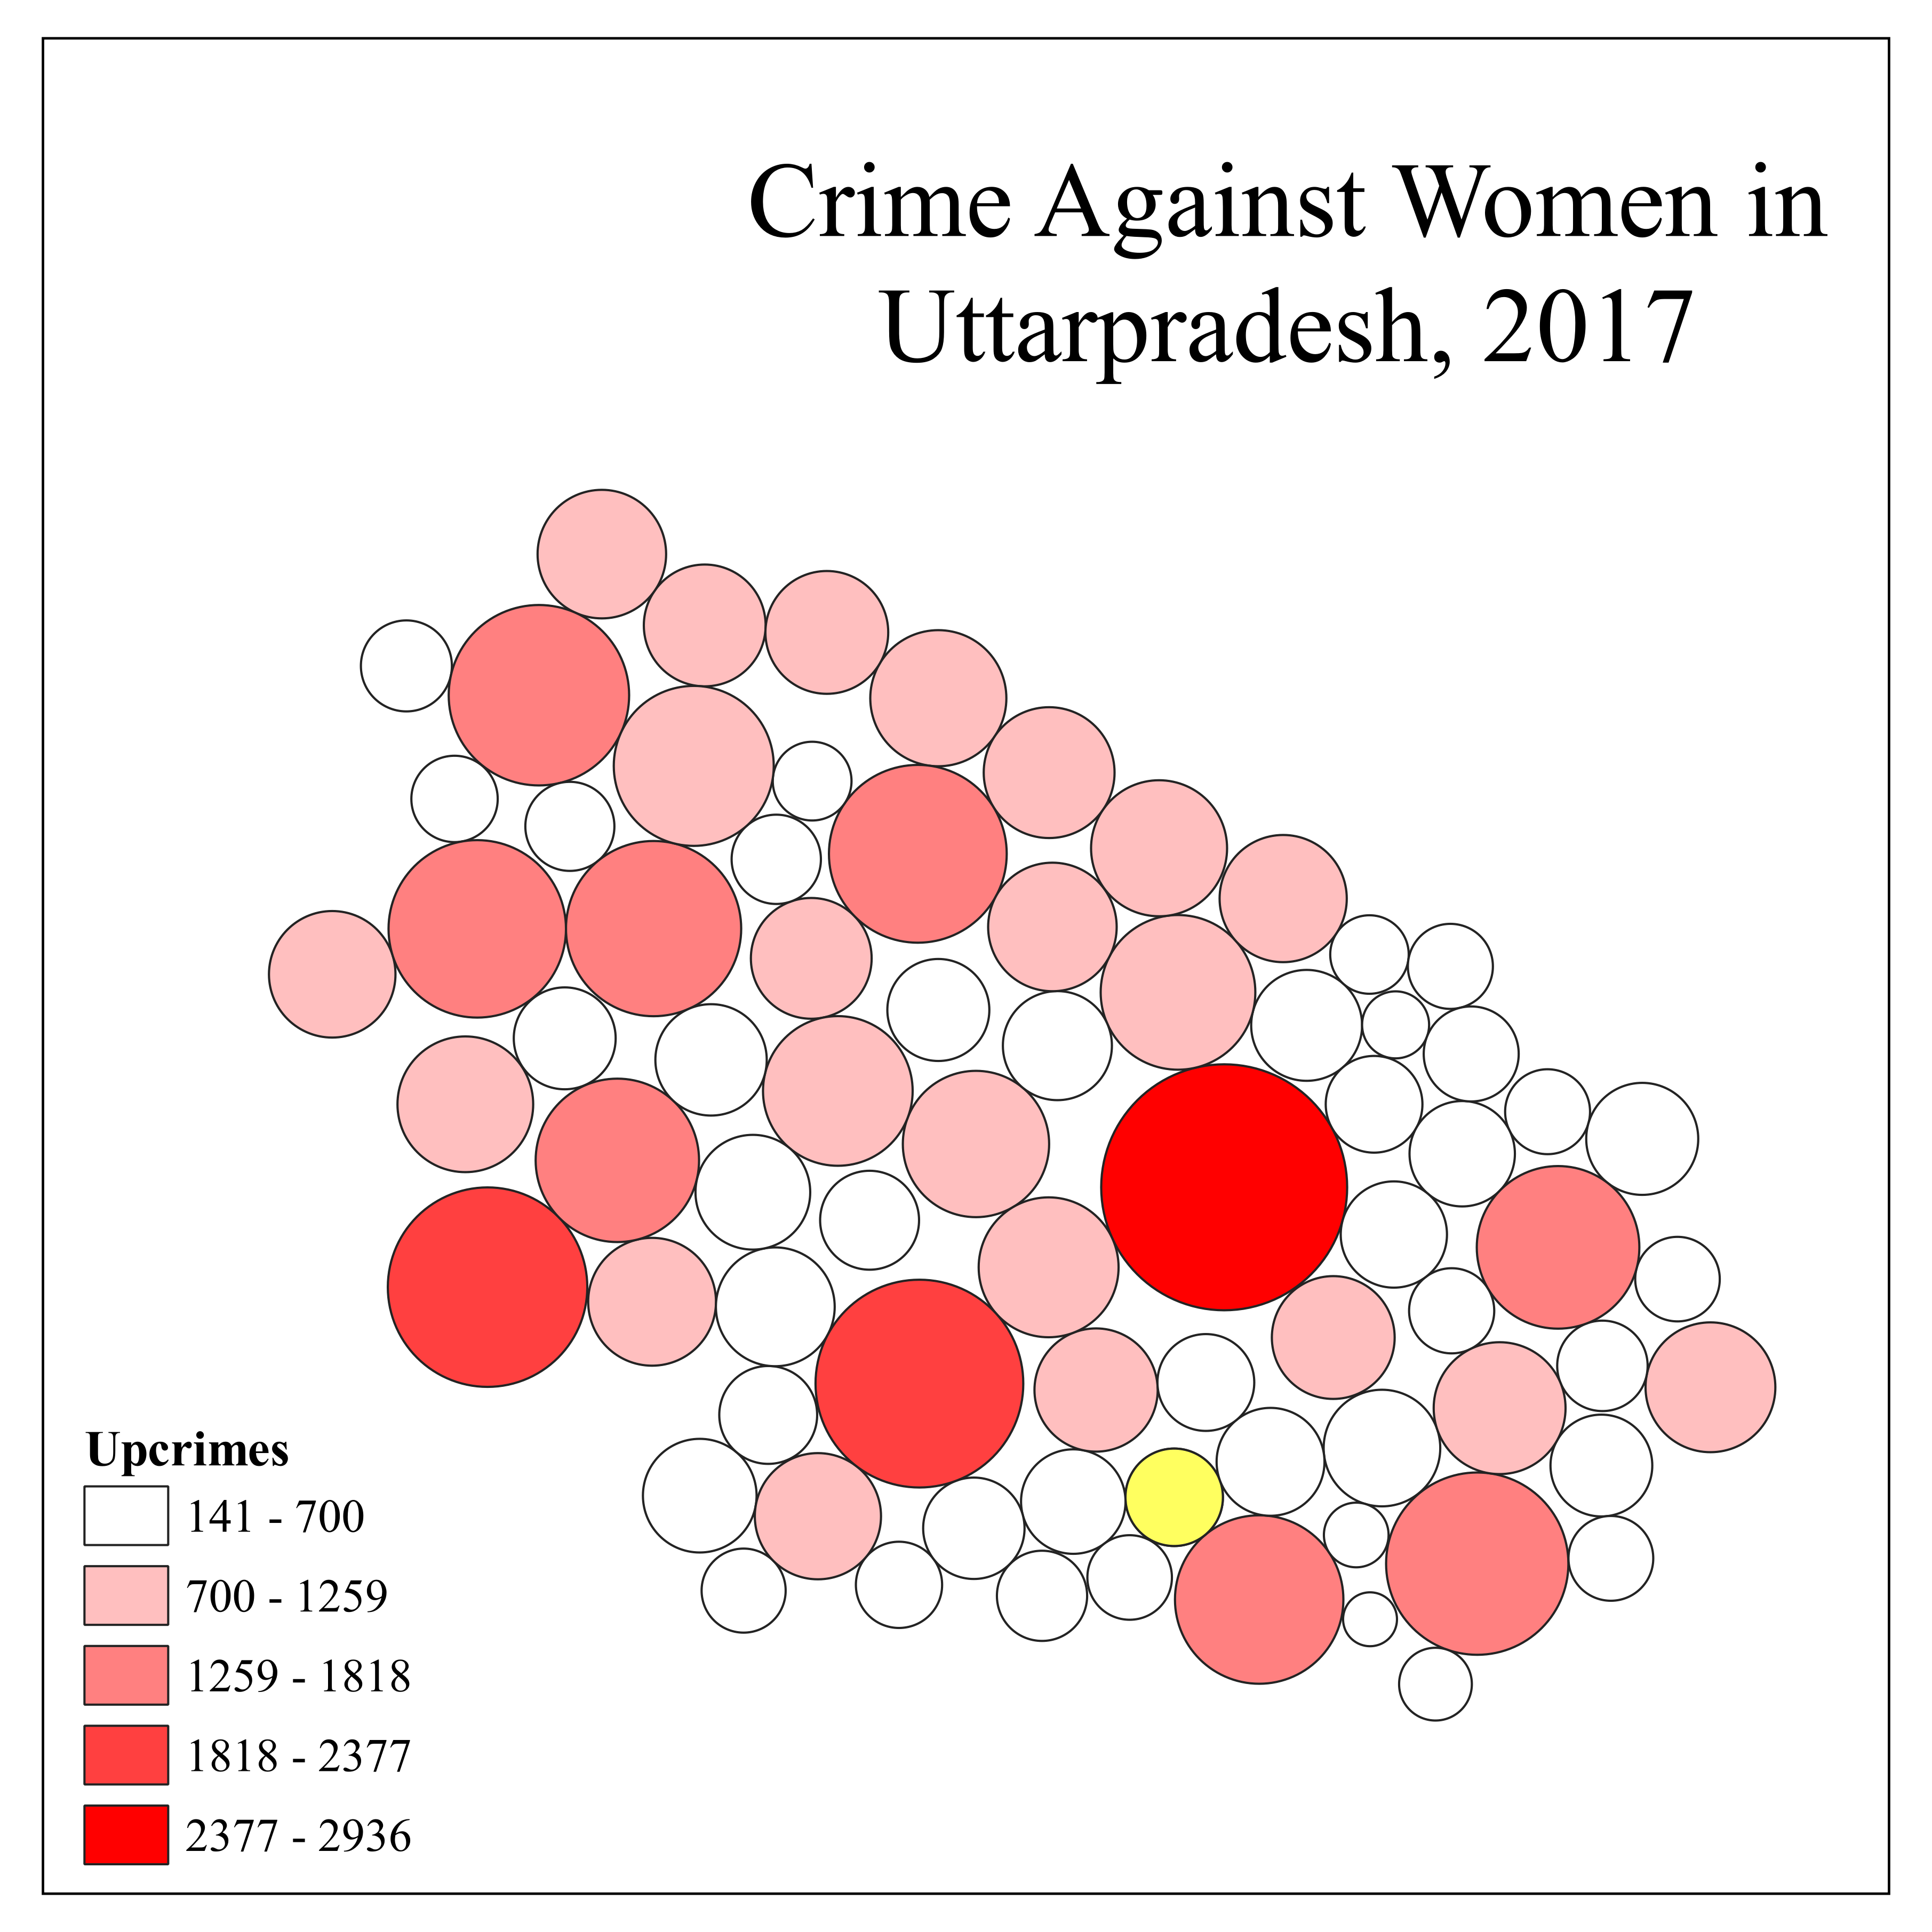 Crime Against Women in
Uttarpradesh, 2017
Upcrimes
141 - 700
700 - 1259
1259 - 1818
1818 - 2377
2377 - 2936